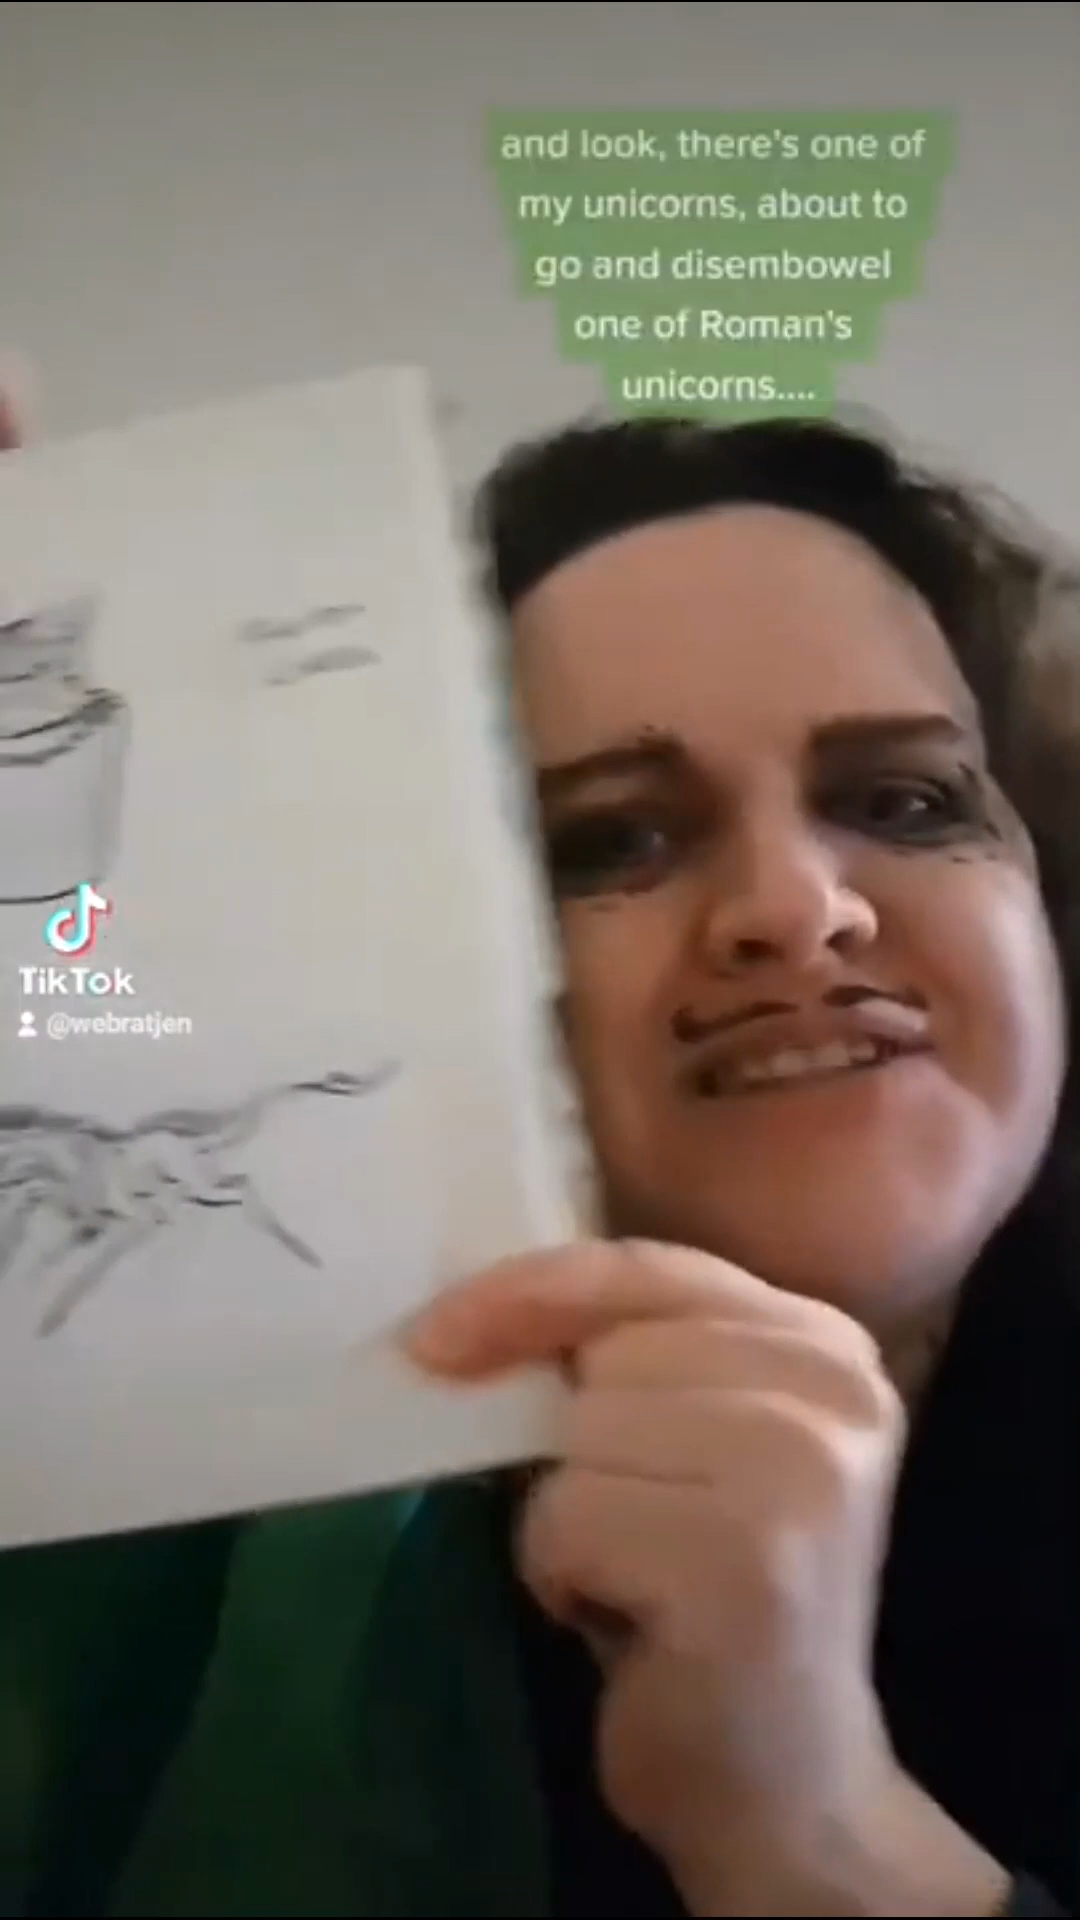 and look, there's one of
my unicorns, about to
go and disembowel
one of Roman's
unicorns....
TikTok
@webratjen